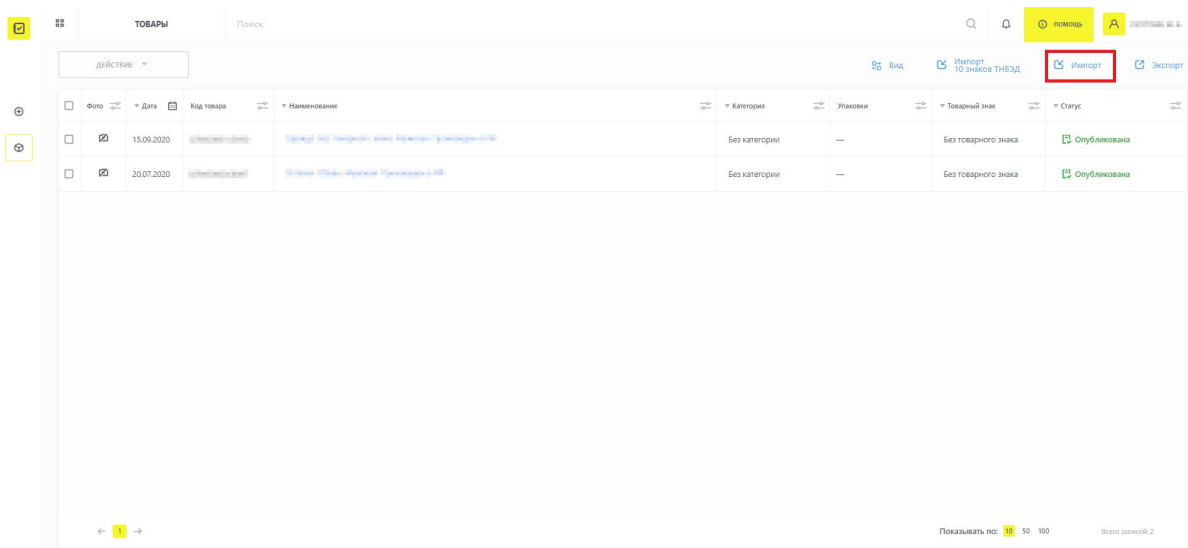 ТОВАРЫ
Поиск
ПОМОЩЬ
ДЕЙСТВИЕ
Вид
Импорт
10 знаков ТНВЭД
Импорт
Экспорт
Фото
Дата
Код товара
Наименование
Категория
Упаковки
Товарный знак
Статус
15.09.2020
Без категории
—
Без товарного знака
Опубликована
20.07.2020
Без категории
—
Без товарного знака
Опубликована
1
Показывать по: 10 50 100
Всего записей: 2